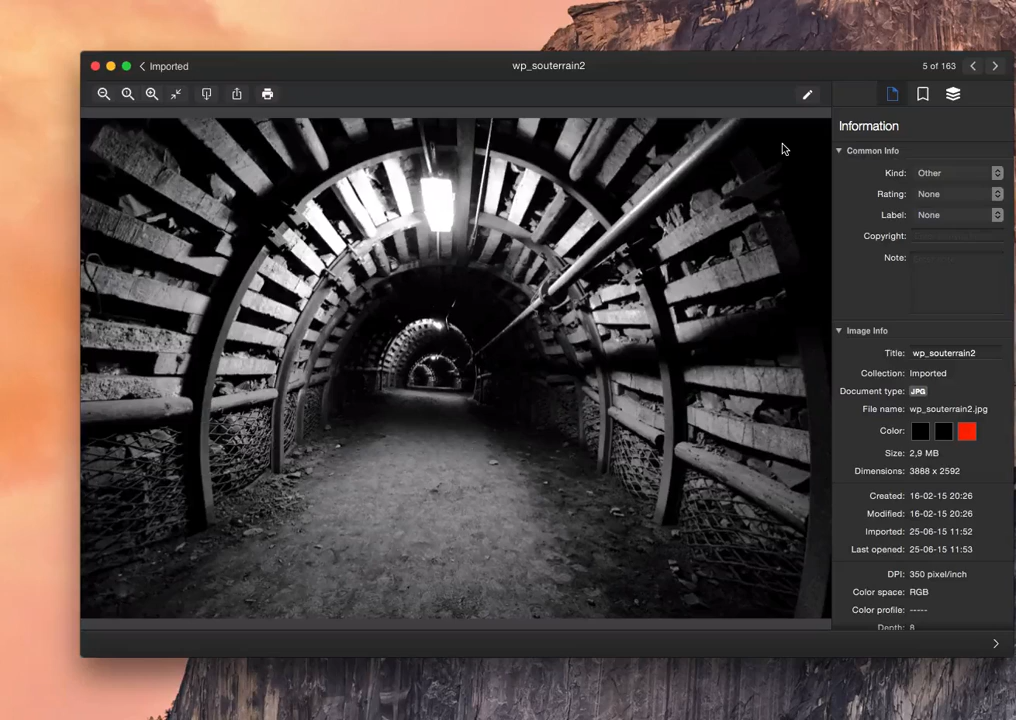 Imported
wp_souterrain2
5 of 163
Information
Common Info
Kind: Other
Rating: None
Label: None
Copyright:
Note:
Image Info
Title: wp_souterrain2
Collection: Imported
Document type: JPG
File name: wp_souterrain2.jpg
Color:
Size: 2,9 MB
Dimensions: 3888 x 2592
Created: 16-02-15 20:26
Modified: 16-02-15 20:26
Imported: 25-06-15 11:52
Last opened: 25-06-15 11:53
DPI: 350 pixel/inch
Color space: RGB
Color profile: -----
Depth: 8